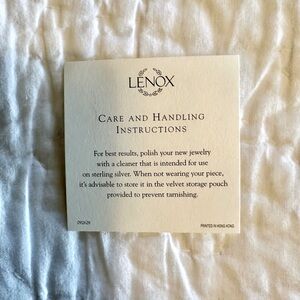 LENOX
CARE AND HANDLING
INSTRUCTIONS
For best results, polish your new jewelry
with a cleaner that is intended for use
on sterling silver. When not wearing your piece,
it's advisable to store it in the velvet storage pouch
provided to prevent tarnishing.
PRINTED IN HONG KONG